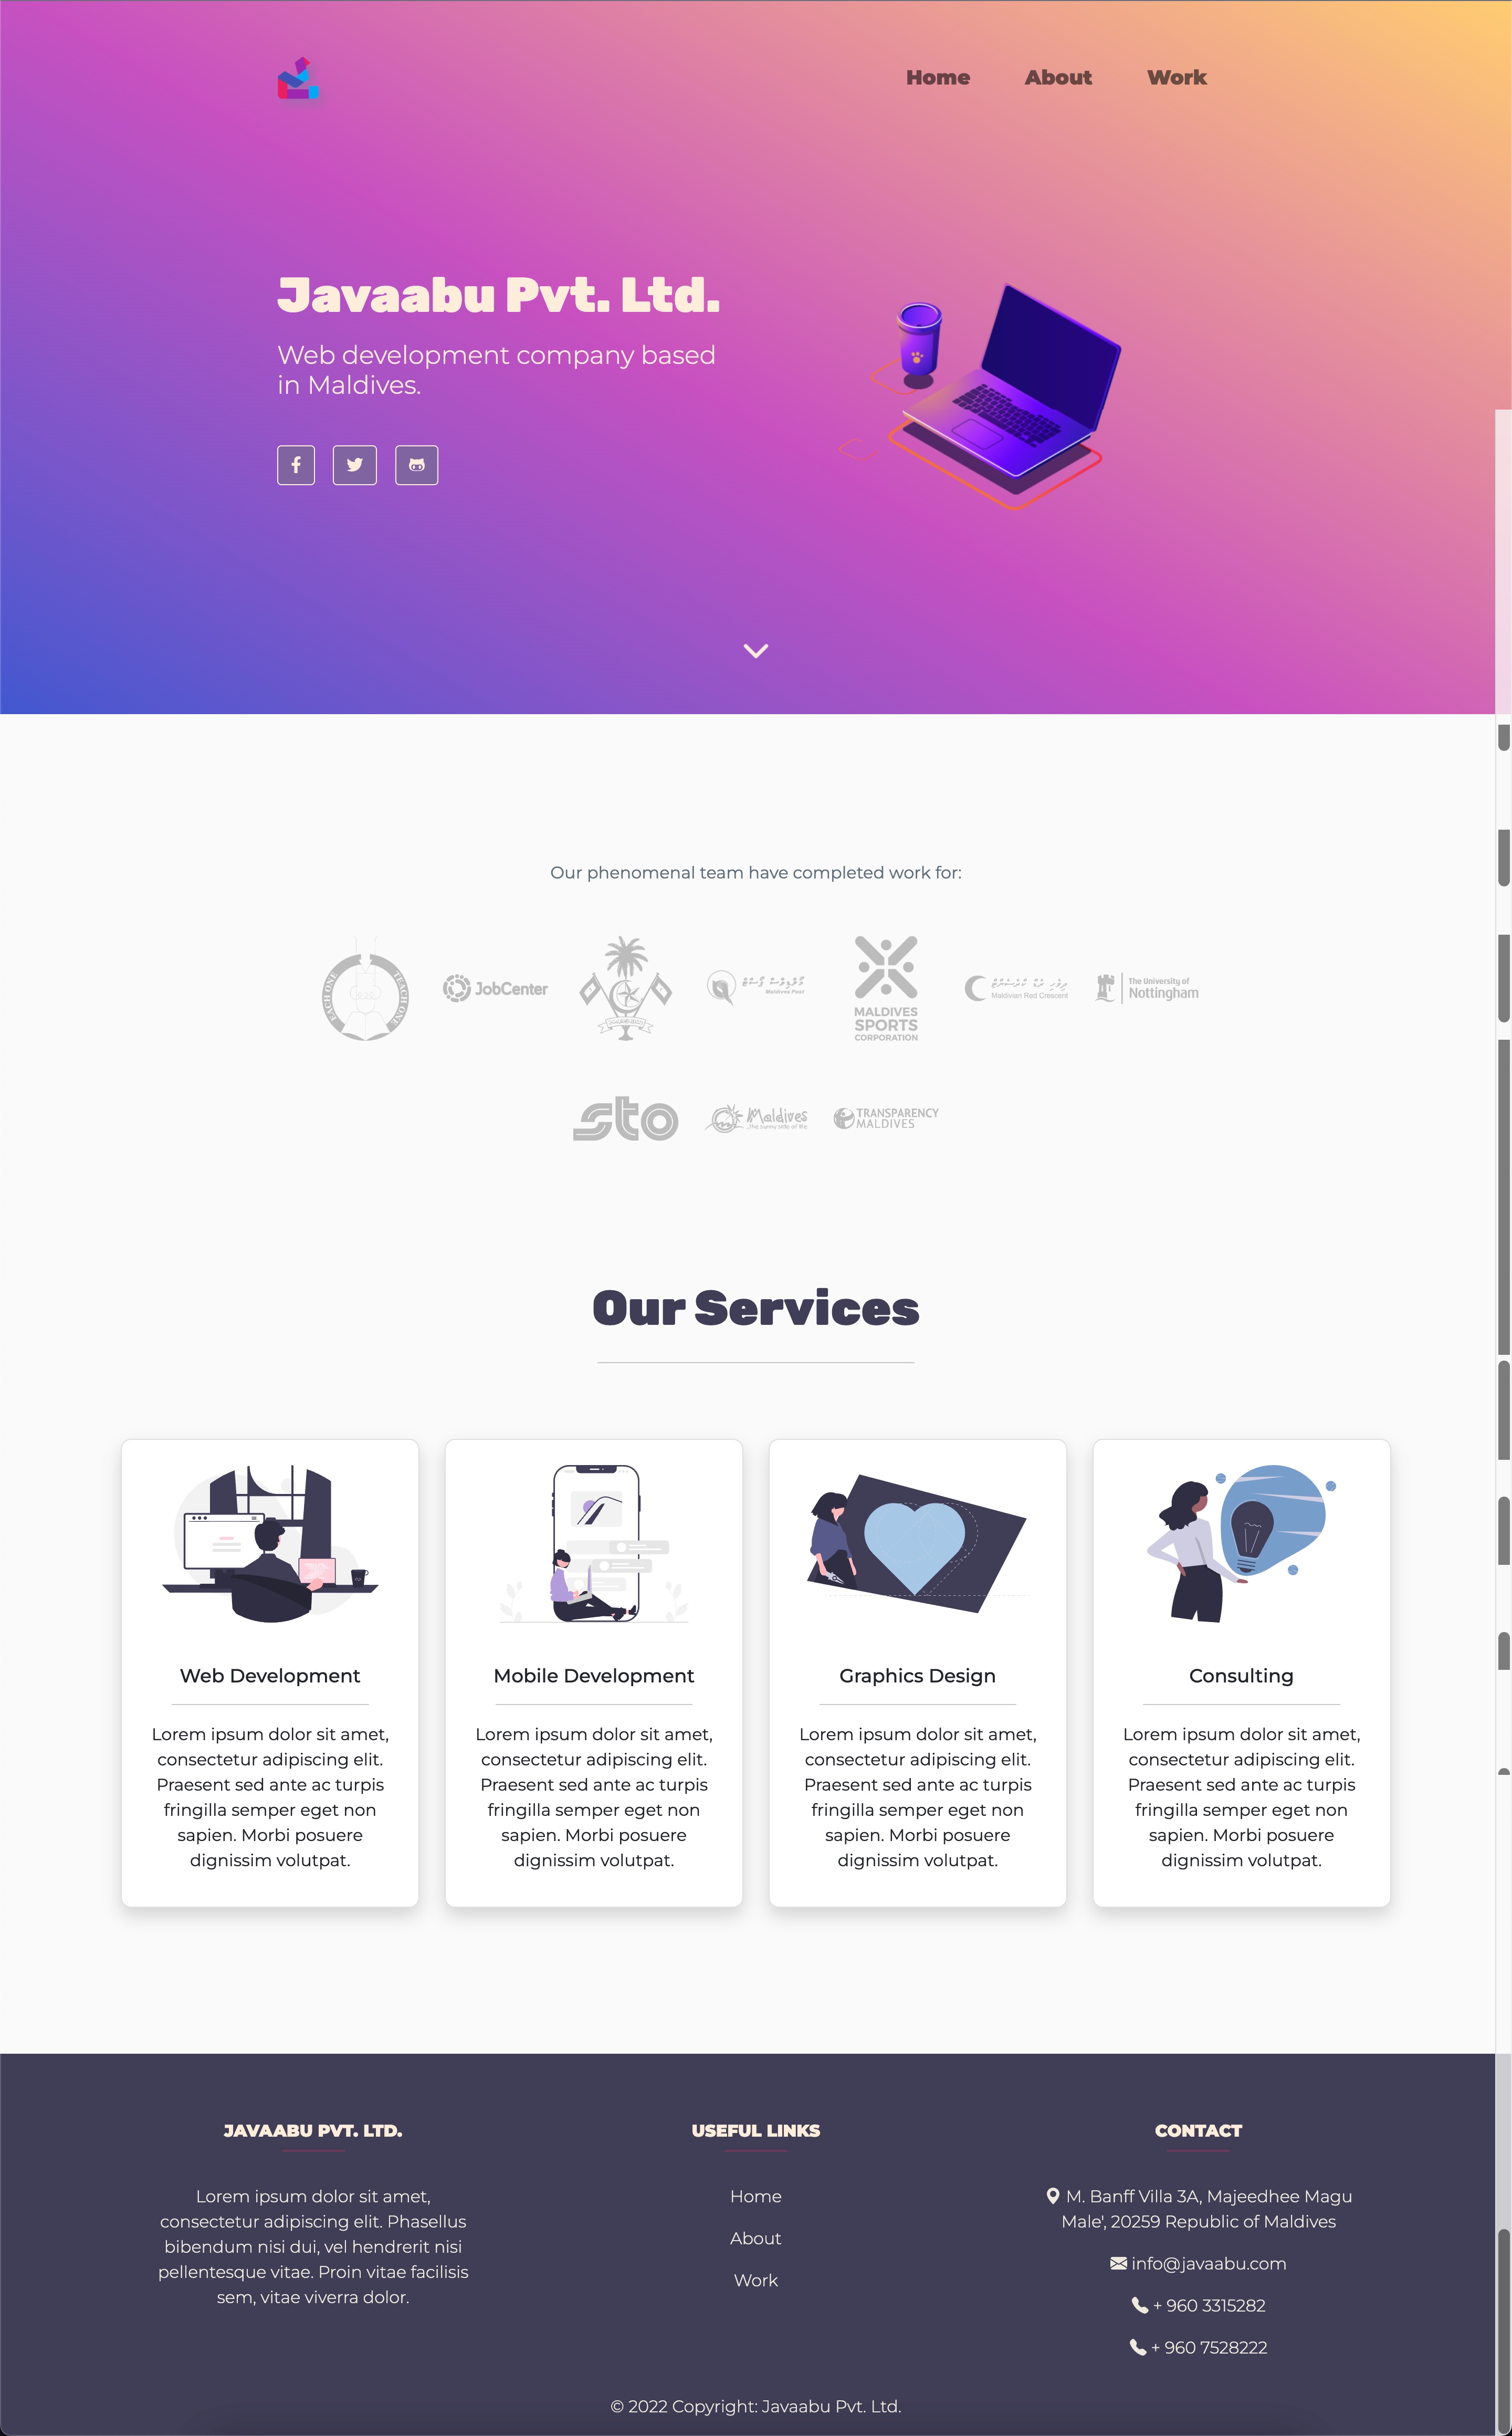 Home About Work
Javaabu Pvt. Ltd.
Web development company based
in Maldives.
Our phenomenal team have completed work for:
EACH ONE TEACH ONE
JobCenter
Maldives Post
MALDIVES
SPORTS
CORPORATION
Maldivian Red Crescent
The University of
Nottingham
sto
Maldives
...the sunny side of life
TRANSPARENCY
MALDIVES
Our Services
Web Development
Lorem ipsum dolor sit amet,
consectetur adipiscing elit.
Praesent sed ante ac turpis
fringilla semper eget non
sapien. Morbi posuere
dignissim volutpat.
Mobile Development
Lorem ipsum dolor sit amet,
consectetur adipiscing elit.
Praesent sed ante ac turpis
fringilla semper eget non
sapien. Morbi posuere
dignissim volutpat.
Graphics Design
Lorem ipsum dolor sit amet,
consectetur adipiscing elit.
Praesent sed ante ac turpis
fringilla semper eget non
sapien. Morbi posuere
dignissim volutpat.
Consulting
Lorem ipsum dolor sit amet,
consectetur adipiscing elit.
Praesent sed ante ac turpis
fringilla semper eget non
sapien. Morbi posuere
dignissim volutpat.
JAVAABU PVT. LTD.
Lorem ipsum dolor sit amet,
consectetur adipiscing elit. Phasellus
bibendum nisi dui, vel hendrerit nisi
pellentesque vitae. Proin vitae facilisis
sem, vitae viverra dolor.
USEFUL LINKS
Home
About
Work
CONTACT
M. Banff Villa 3A, Majeedhee Magu
Male', 20259 Republic of Maldives
info@javaabu.com
+ 960 3315282
+ 960 7528222
© 2022 Copyright: Javaabu Pvt. Ltd.